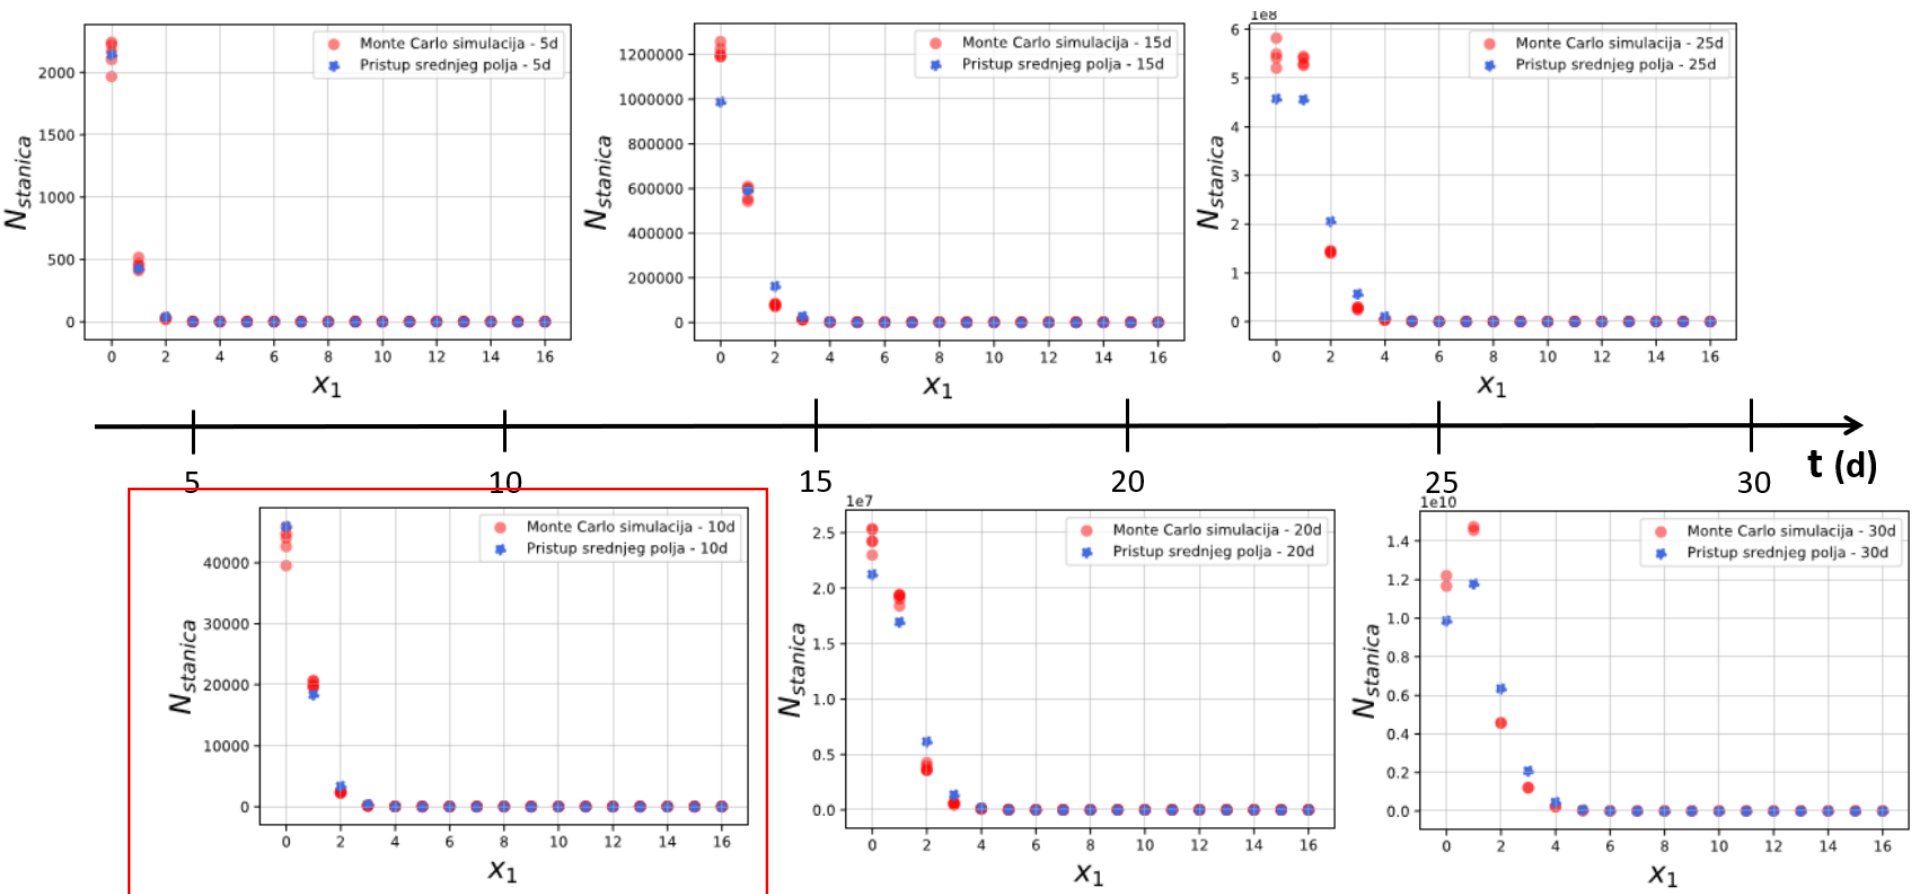 Monte Carlo simulacija - 5d
Pristup srednjeg polja - 5d
2000
1500
1000
500
0
N_stanica
0 2 4 6 8 10 12 14 16
x_1
Monte Carlo simulacija - 15d
Pristup srednjeg polja - 15d
1200000
1000000
800000
600000
400000
200000
0
N_stanica
0 2 4 6 8 10 12 14 16
x_1
1e8
Monte Carlo simulacija - 25d
Pristup srednjeg polja - 25d
6
5
4
3
2
1
0
N_stanica
0 2 4 6 8 10 12 14 16
x_1
5 10 15 20 25 30
t (d)
Monte Carlo simulacija - 10d
Pristup srednjeg polja - 10d
40000
30000
20000
10000
0
N_stanica
0 2 4 6 8 10 12 14 16
x_1
1e7
Monte Carlo simulacija - 20d
Pristup srednjeg polja - 20d
2.5
2.0
1.5
1.0
0.5
0.0
N_stanica
0 2 4 6 8 10 12 14 16
x_1
1e10
Monte Carlo simulacija - 30d
Pristup srednjeg polja - 30d
1.4
1.2
1.0
0.8
0.6
0.4
0.2
0.0
N_stanica
0 2 4 6 8 10 12 14 16
x_1